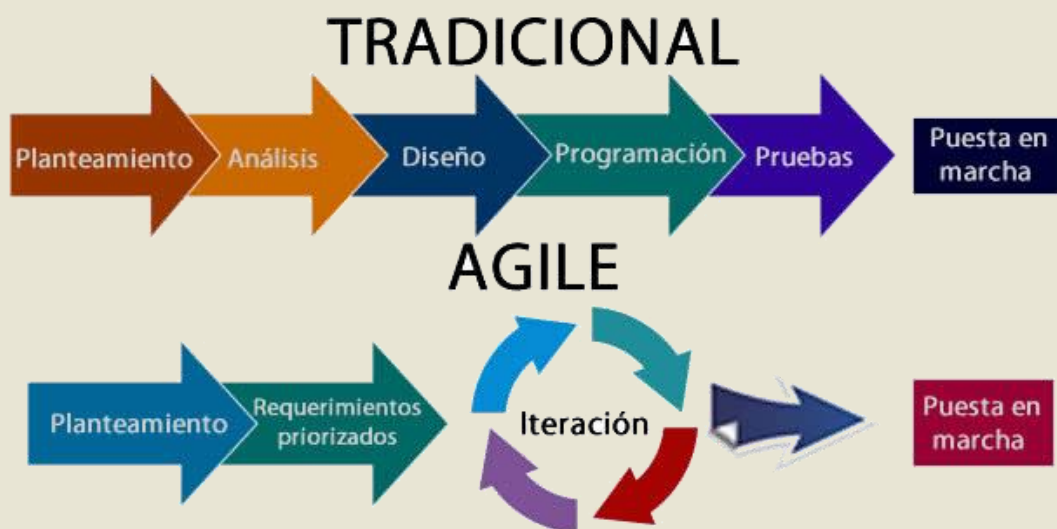 TRADICIONAL
Planteamiento
Análisis
Diseño
Programación
Pruebas
Puesta en
marcha
AGILE
Planteamiento
Requerimientos
priorizados
Iteración
Puesta en
marcha